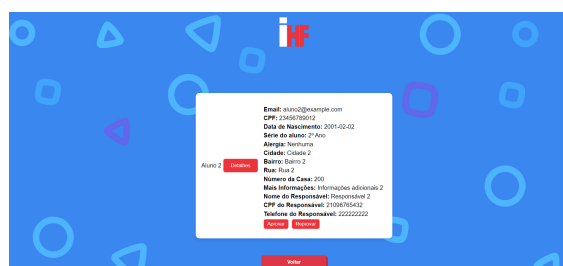 iHF
Email: aluno2@example.com
CPF: 23456789012
Data de Nascimento: 2001-02-02
Série do aluno: 2º Ano
Alergia: Nenhuma
Cidade: Cidade 2
Bairro: Bairro 2
Aluno 2 Detalhes
Rua: Rua 2
Número da Casa: 200
Mais Informações: Informações adicionais 2
Nome do Responsável: Responsável 2
CPF do Responsável: 21098765432
Telefone do Responsável: 222222222
Aprovar Reprovar
Voltar